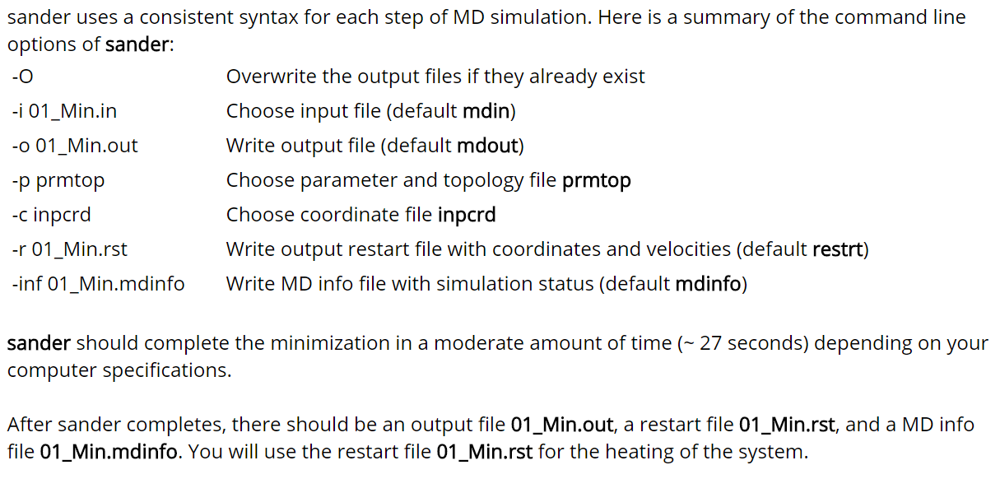 sander uses a consistent syntax for each step of MD simulation. Here is a summary of the command line
options of sander:
-O Overwrite the output files if they already exist
-i 01_Min.in Choose input file (default mdin)
-o 01_Min.out Write output file (default mdout)
-p prmtop Choose parameter and topology file prmtop
-c inpcrd Choose coordinate file inpcrd
-r 01_Min.rst Write output restart file with coordinates and velocities (default restrt)
-inf 01_Min.mdinfo Write MD info file with simulation status (default mdinfo)
sander should complete the minimization in a moderate amount of time (~ 27 seconds) depending on your
computer specifications.
After sander completes, there should be an output file 01_Min.out, a restart file 01_Min.rst, and a MD info
file 01_Min.mdinfo. You will use the restart file 01_Min.rst for the heating of the system.